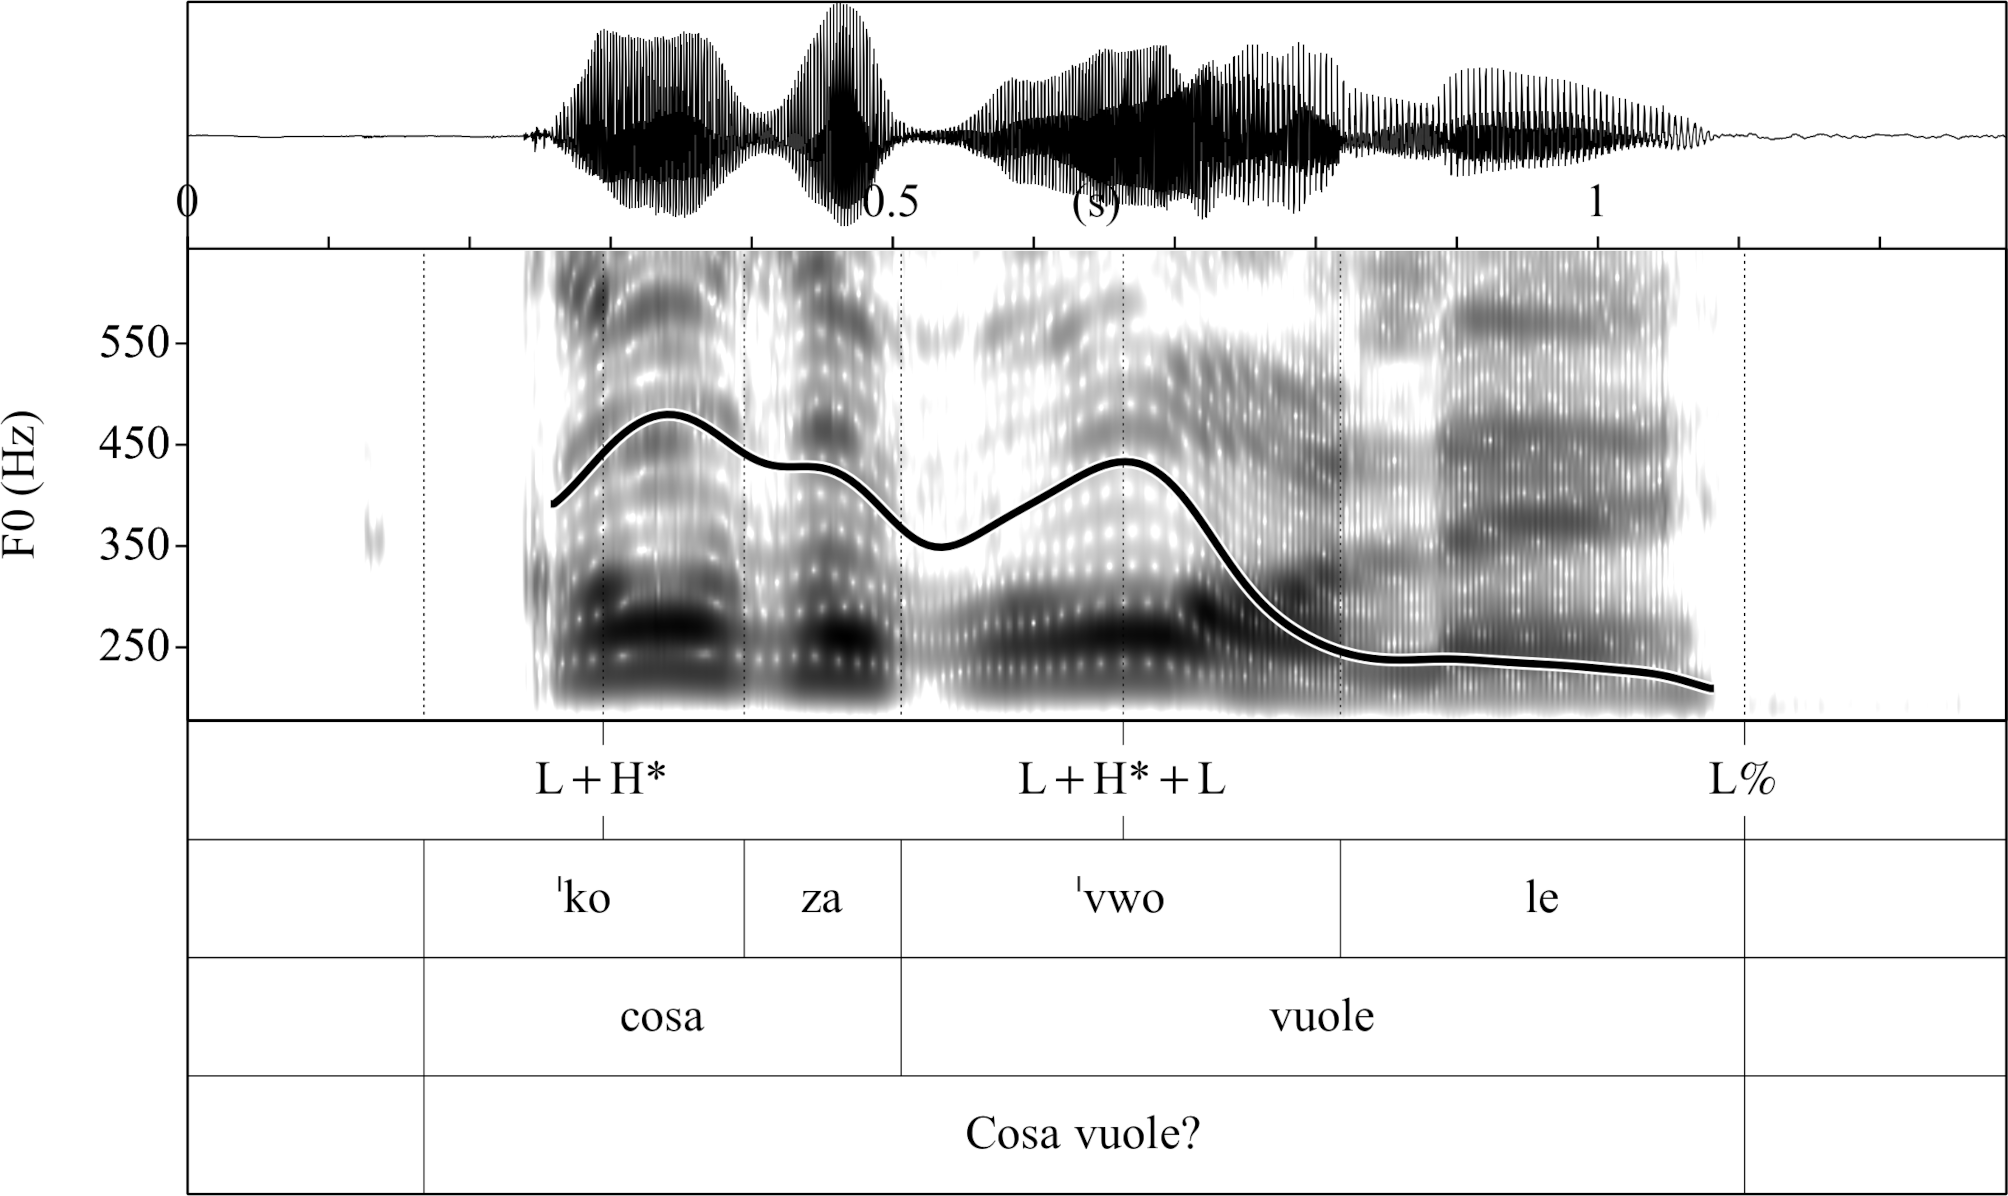 0 0.5 (s) 1
550
450
350
250
F0 (Hz)
L+H* L+H*+L L%
ˈko za ˈvwo le
cosa vuole
Cosa vuole?